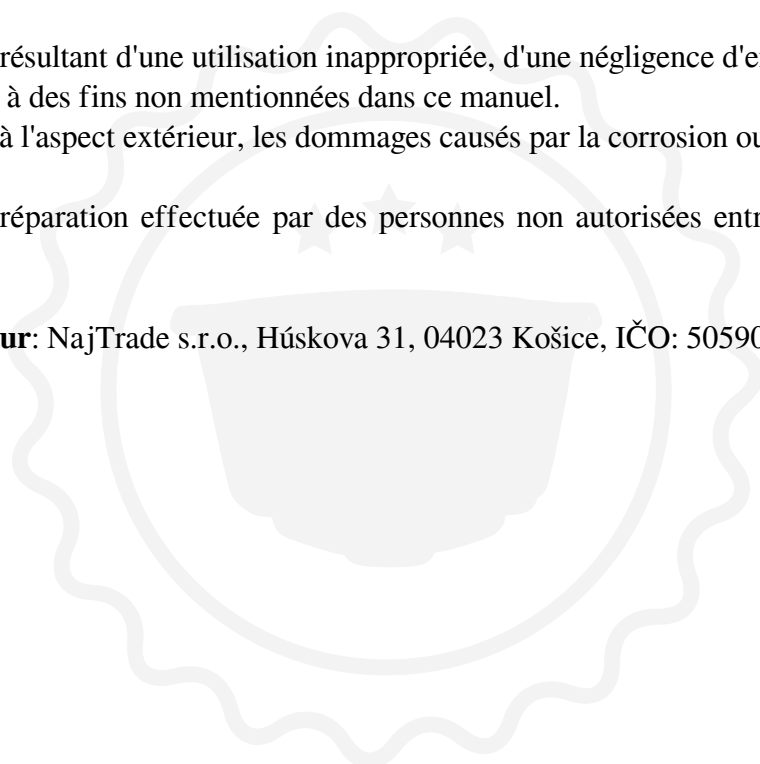 résultant d'une utilisation inappropriée, d'une négligence d'e
à des fins non mentionnées dans ce manuel.
à l'aspect extérieur, les dommages causés par la corrosion ou
réparation effectuée par des personnes non autorisées entr
ur: NajTrade s.r.o., Húskova 31, 04023 Košice, IČO: 50590